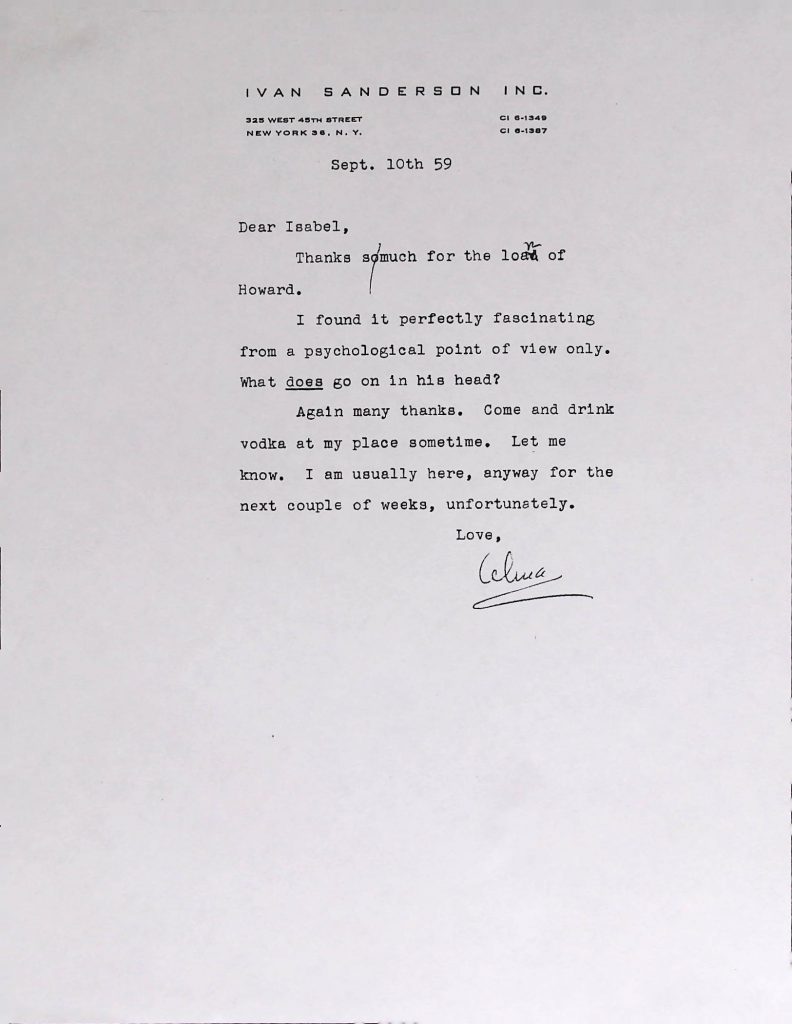 IVAN SANDERSON INC.
325 WEST 45TH STREET
NEW YORK 36, N. Y.
CI 6-1349
CI 6-1387
Sept. 10th 59
Dear Isabel,
Thanks so much for the loan of
Howard.
I found it perfectly fascinating
from a psychological point of view only.
What does go on in his head?
Again many thanks. Come and drink
vodka at my place sometime. Let me
know. I am usually here, anyway for the
next couple of weeks, unfortunately.
Love,